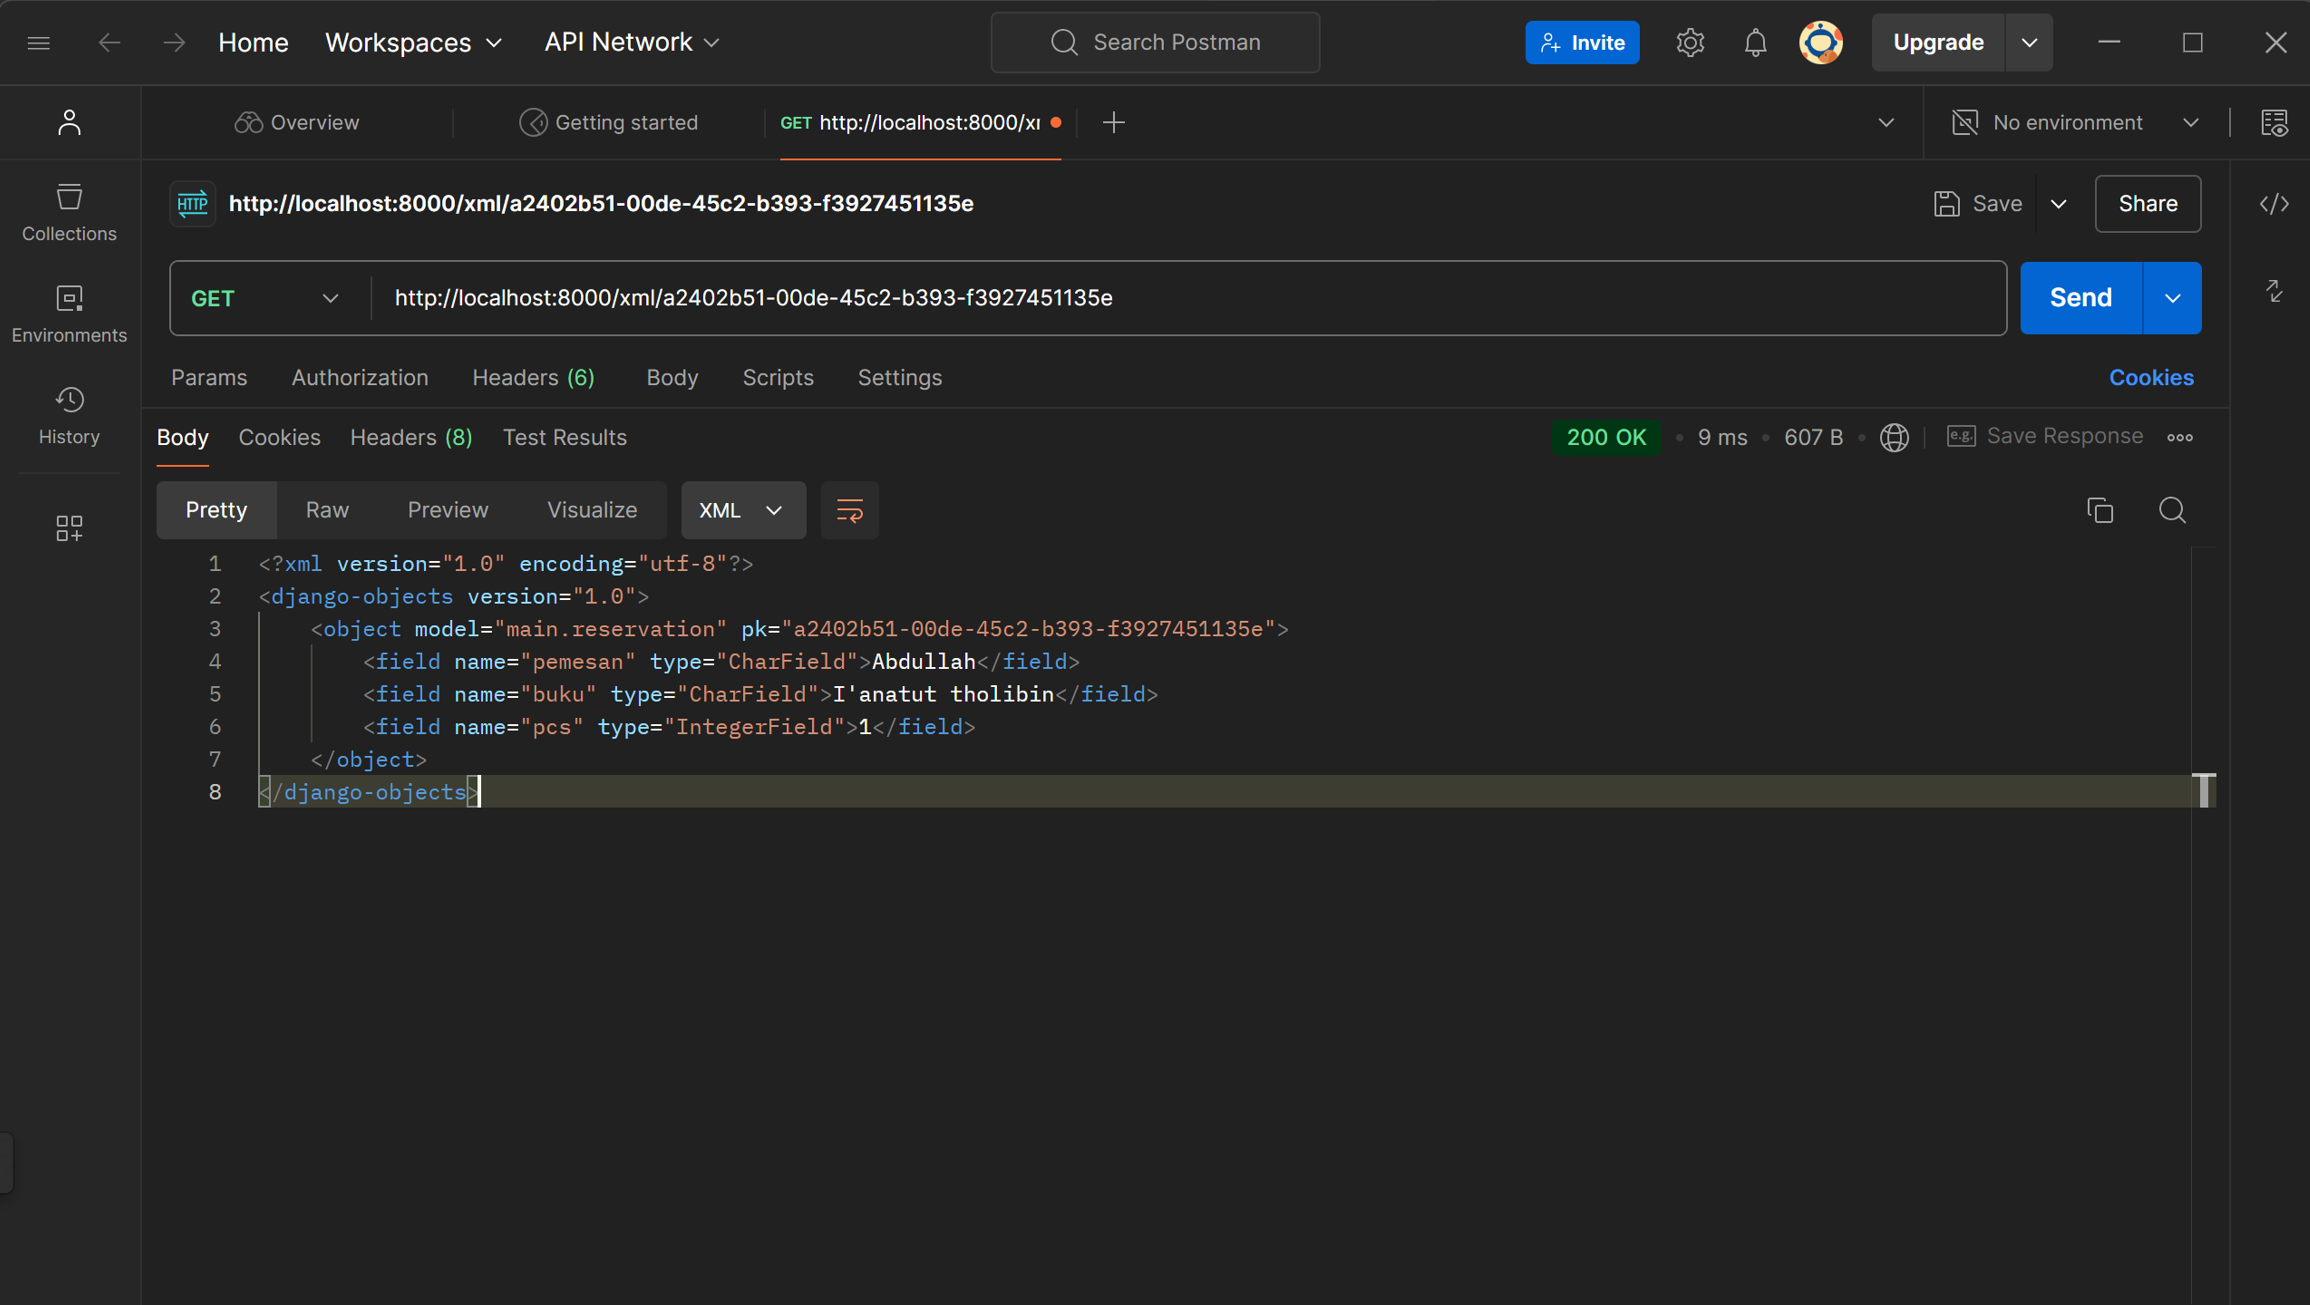 Home Workspaces API Network Search Postman Invite Upgrade
Overview Getting started GET http://localhost:8000/xr No environment
HTTP http://localhost:8000/xml/a2402b51-00de-45c2-b393-f3927451135e Save Share
Collections
GET http://localhost:8000/xml/a2402b51-00de-45c2-b393-f3927451135e Send
Environments
Params Authorization Headers (6) Body Scripts Settings Cookies
History
Body Cookies Headers (8) Test Results 200 OK 9 ms 607 B e.g. Save Response
Pretty Raw Preview Visualize XML
1 <?xml version="1.0" encoding="utf-8"?>
2 <django-objects version="1.0">
3 <object model="main.reservation" pk="a2402b51-00de-45c2-b393-f3927451135e">
4 <field name="pemesan" type="CharField">Abdullah</field>
5 <field name="buku" type="CharField">I'anatut tholibin</field>
6 <field name="pcs" type="IntegerField">1</field>
7 </object>
8 </django-objects>